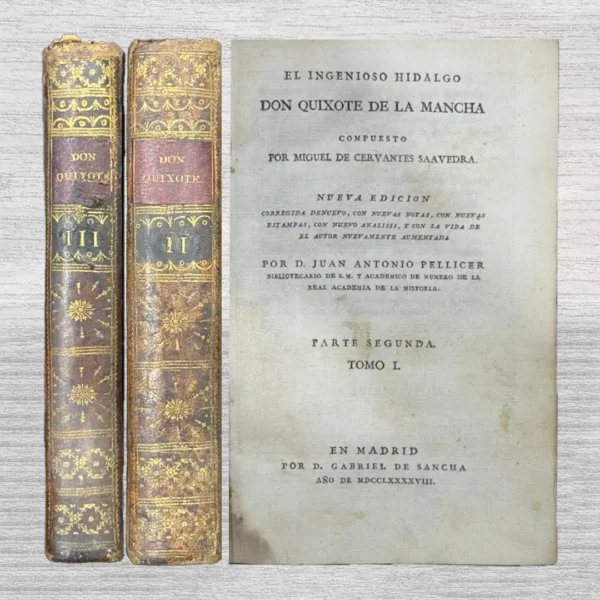 DON
QUIYOTE
III
DON
QUIXOTE
II
EL INGENIOSO HIDALGO
DON QUIXOTE DE LA MANCHA
COMPUESTO
POR MIGUEL DE CERVANTES SAAVEDRA.
NUEVA EDICION
CORREGIDA DENUEVO, CON NUEVAS NOTAS, CON NUEVAS
ESTAMPAS, CON NUEVO ANALISIS, Y CON LA VIDA DE
EL AUTOR NUEVAMENTE AUMENTADA
POR D. JUAN ANTONIO PELLICER
BIBLIOTECARIO DE S. M. Y ACADEMICO DE NUMERO DE LA
REAL ACADEMIA DE LA HISTORIA.
PARTE SEGUNDA.
TOMO I.
EN MADRID
POR D. GABRIEL DE SANCHA
AÑO DE MDCCLXXXXVIII.